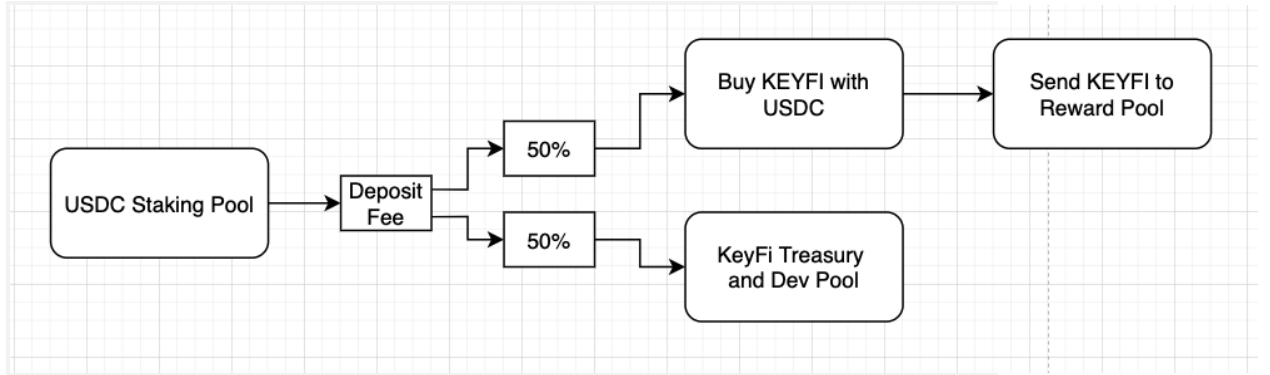 USDC Staking Pool
Deposit
Fee
50%
50%
Buy KEYFI with
USDC
Send KEYFI to
Reward Pool
KeyFi Treasury
and Dev Pool